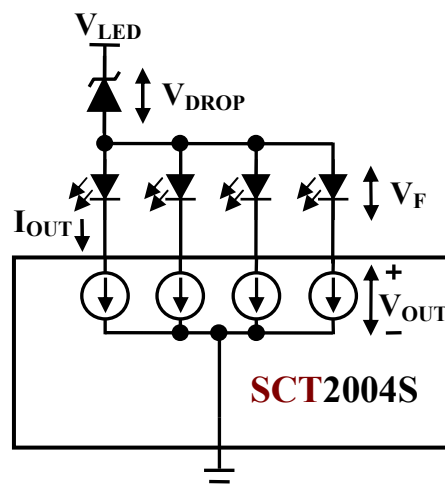 VLED
VDROP
VF
IOUT
+
VOUT
−
SCT2004S